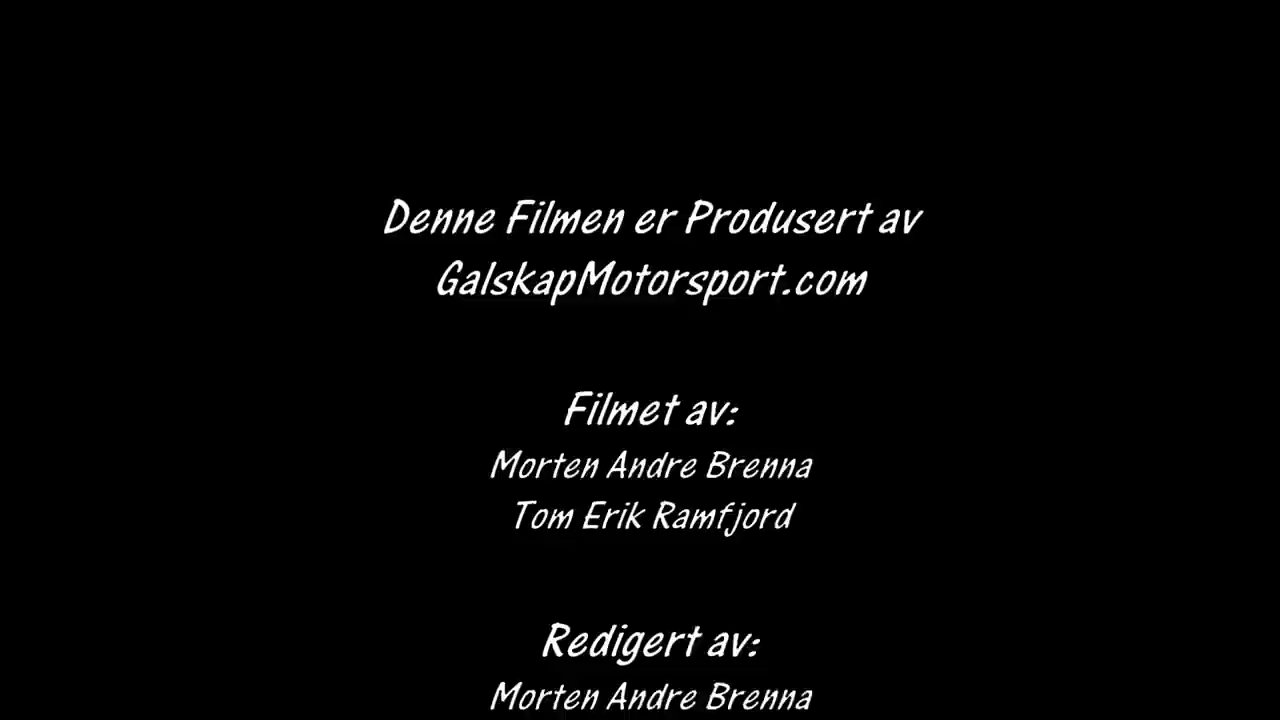 Denne Filmen er Produsert av
GalskapMotorsport.com
Filmet av:
Morten Andre Brenna
Tom Erik Ramfjord
Redigert av:
Morten Andre Brenna